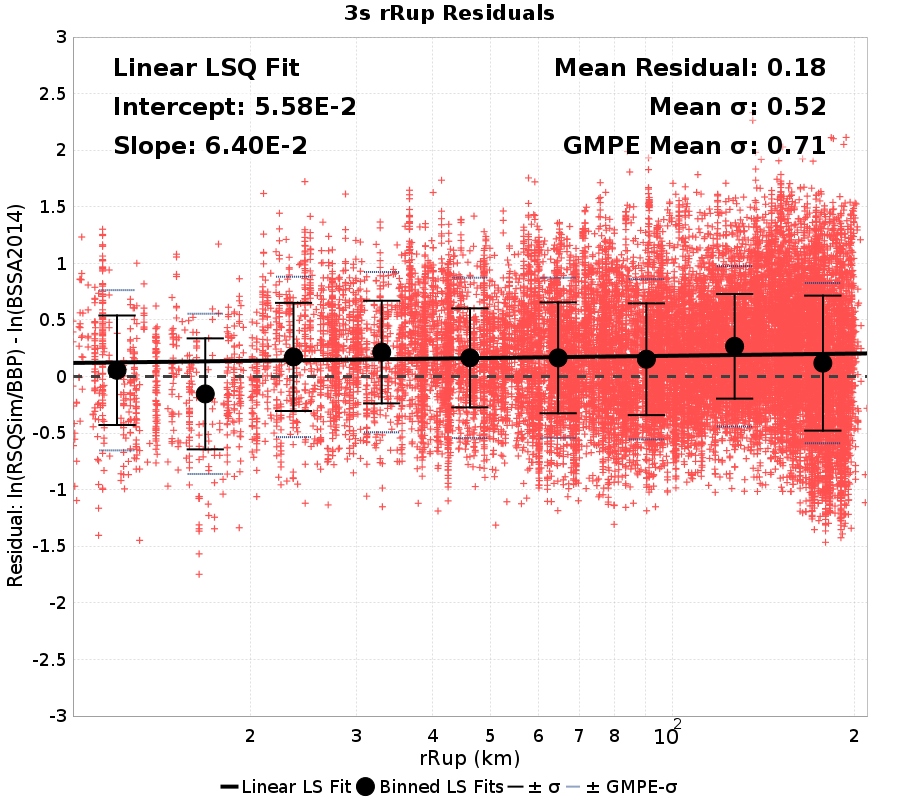 3s rRup Residuals
Linear LSQ Fit
Intercept: 5.58E-2
Slope: 6.40E-2
Mean Residual: 0.18
Mean σ: 0.52
GMPE Mean σ: 0.71
Residual: ln(RSQSim/BBP) - ln(BSSA2014)
3
2.5
2
1.5
1
0.5
0
-0.5
-1
-1.5
-2
-2.5
-3
2 3 4 5 6 7 8 10² 2
rRup (km)
Linear LS Fit Binned LS Fits ± σ ± GMPE-σ